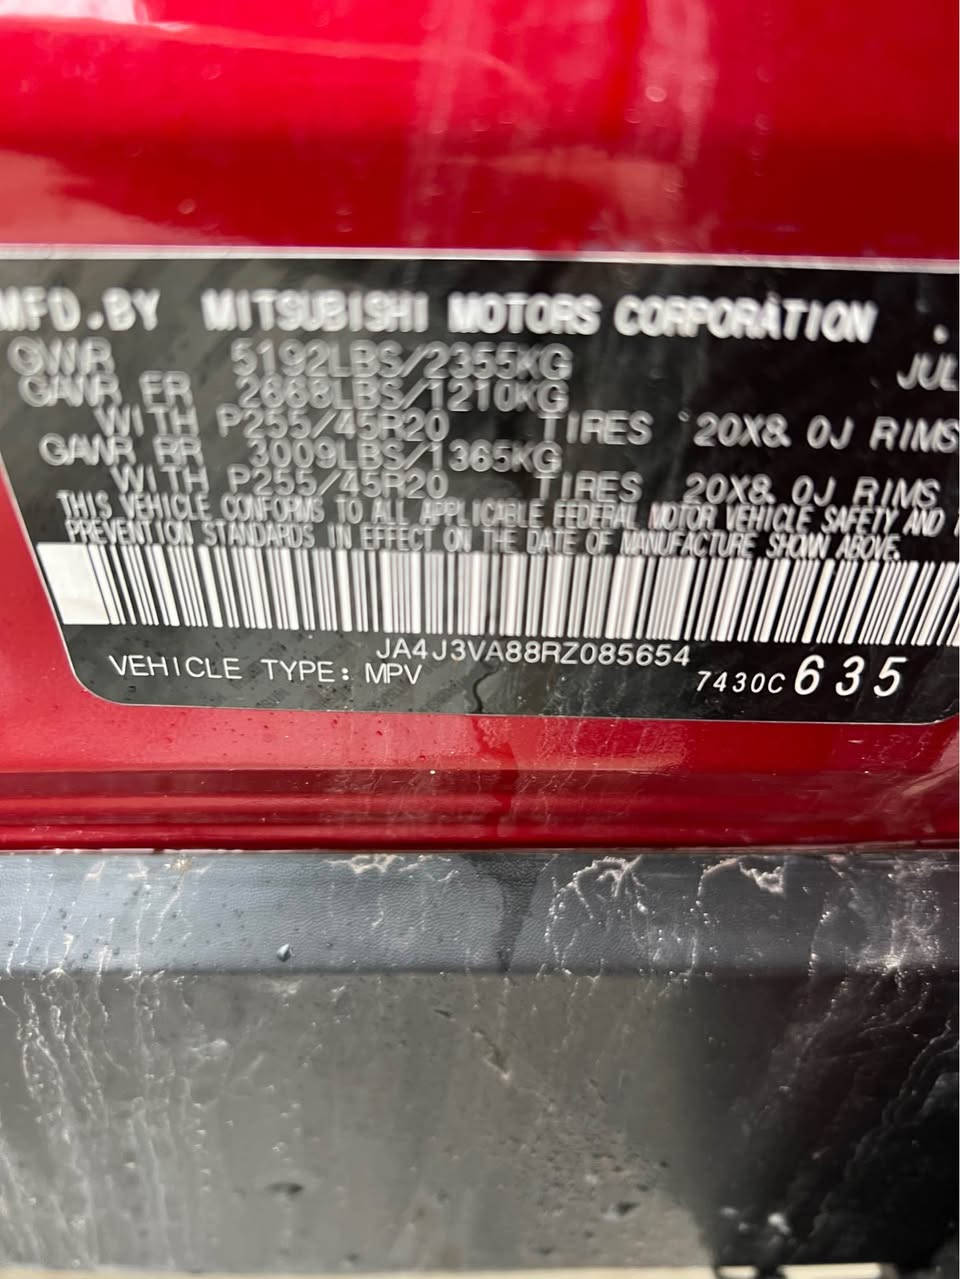 MFD.BY MITSUBISHI MOTORS CORPORATION .
GVWR 5192LBS/2355KG JUL
GAWR FR 2668LBS/1210KG
WITH P255/45R20 TIRES 20X8.0J RIMS
GAWR RR 3009LBS/1365KG
WITH P255/45R20 TIRES 20X8.0J RIMS
THIS VEHICLE CONFORMS TO ALL APPLICABLE FEDERAL MOTOR VEHICLE SAFETY AND
PREVENTION STANDARDS IN EFFECT ON THE DATE OF MANUFACTURE SHOWN ABOVE.
JA4J3VA88RZ085654
VEHICLE TYPE: MPV 7430C 635